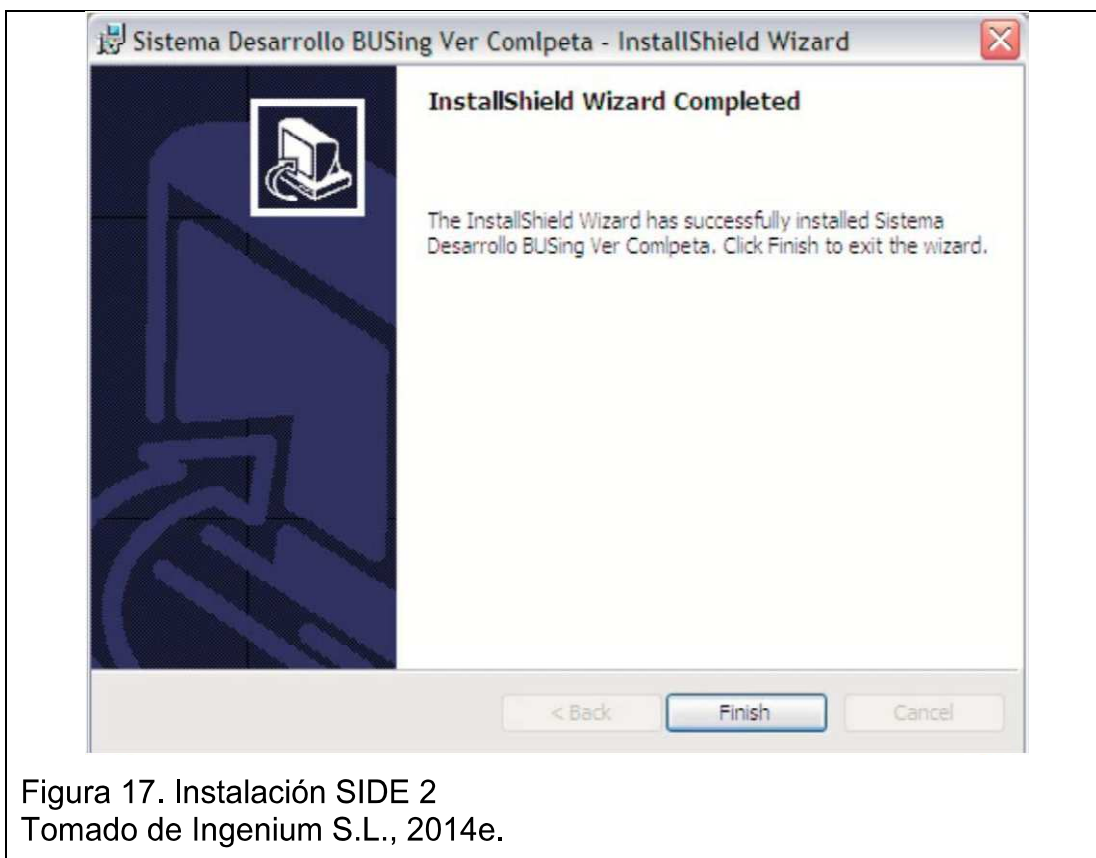 Sistema Desarrollo BUSing Ver Comlpeta - InstallShield Wizard
InstallShield Wizard Completed
The InstallShield Wizard has successfully installed Sistema
Desarrollo BUSing Ver Comlpeta. Click Finish to exit the wizard.
< Back Finish Cancel
Figura 17. Instalación SIDE 2
Tomado de Ingenium S.L., 2014e.